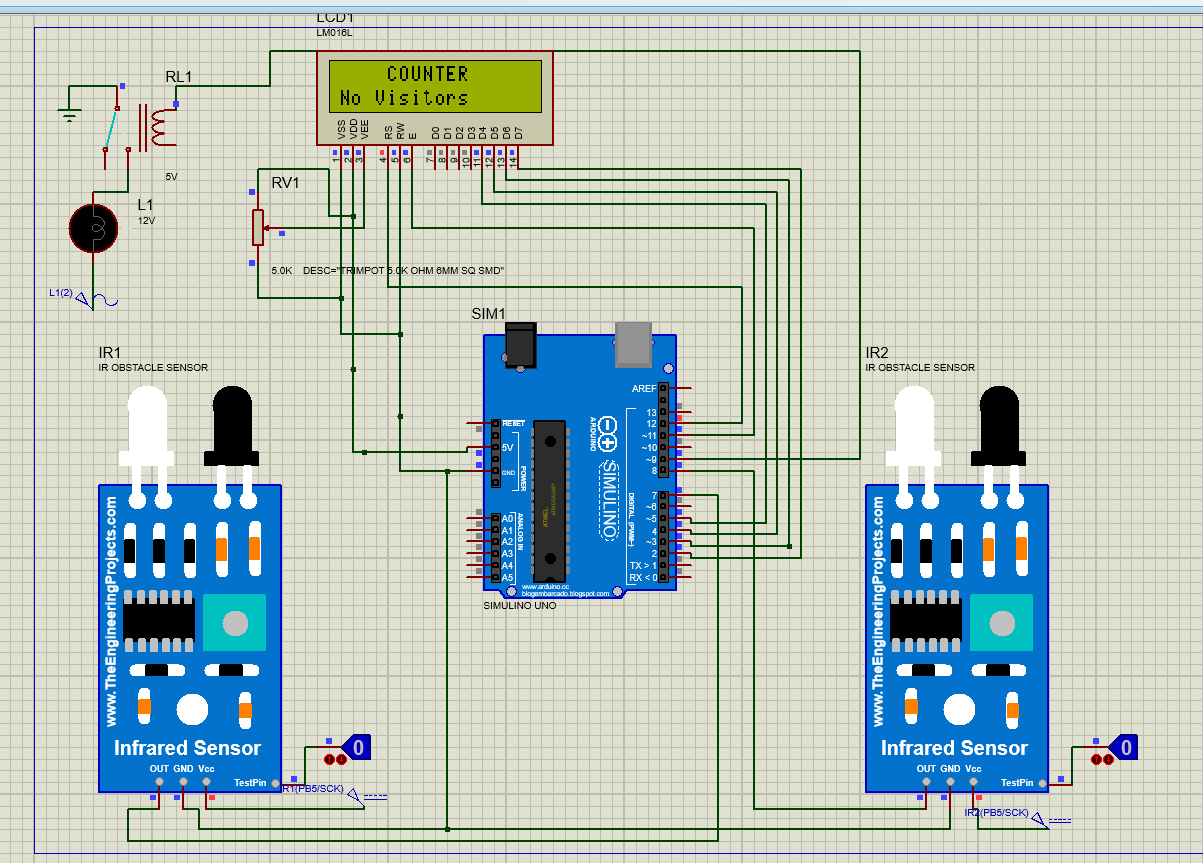 LCD1
LM016L
COUNTER
No Visitors
VSS
VDD
VEE
RS
RW
E
D0
D1
D2
D3
D4
D5
D6
D7
1
2
3
4
5
6
7
8
9
10
11
12
13
14
RL1
5V
L1
12V
L1(2)
RV1
5.0K DESC="TRIMPOT 5.0K OHM 6MM SQ SMD"
SIM1
AREF
13
12
~11
~10
~9
8
7
~6
~5
4
~3
2
TX > 1
RX < 0
RESET
5V
GND
POWER
A0
A1
A2
A3
A4
A5
ANALOG IN
ARDUINO
SIMULINO
DIGITAL (PWM~)
www.arduino.cc
blogembarcado.blogspot.com
SIMULINO UNO
IR1
IR OBSTACLE SENSOR
www.TheEngineeringProjects.com
Infrared Sensor
OUT GND Vcc
TestPin
0
R1(PB5/SCK)
IR2
IR OBSTACLE SENSOR
www.TheEngineeringProjects.com
Infrared Sensor
OUT GND Vcc
TestPin
0
IR2(PB5/SCK)